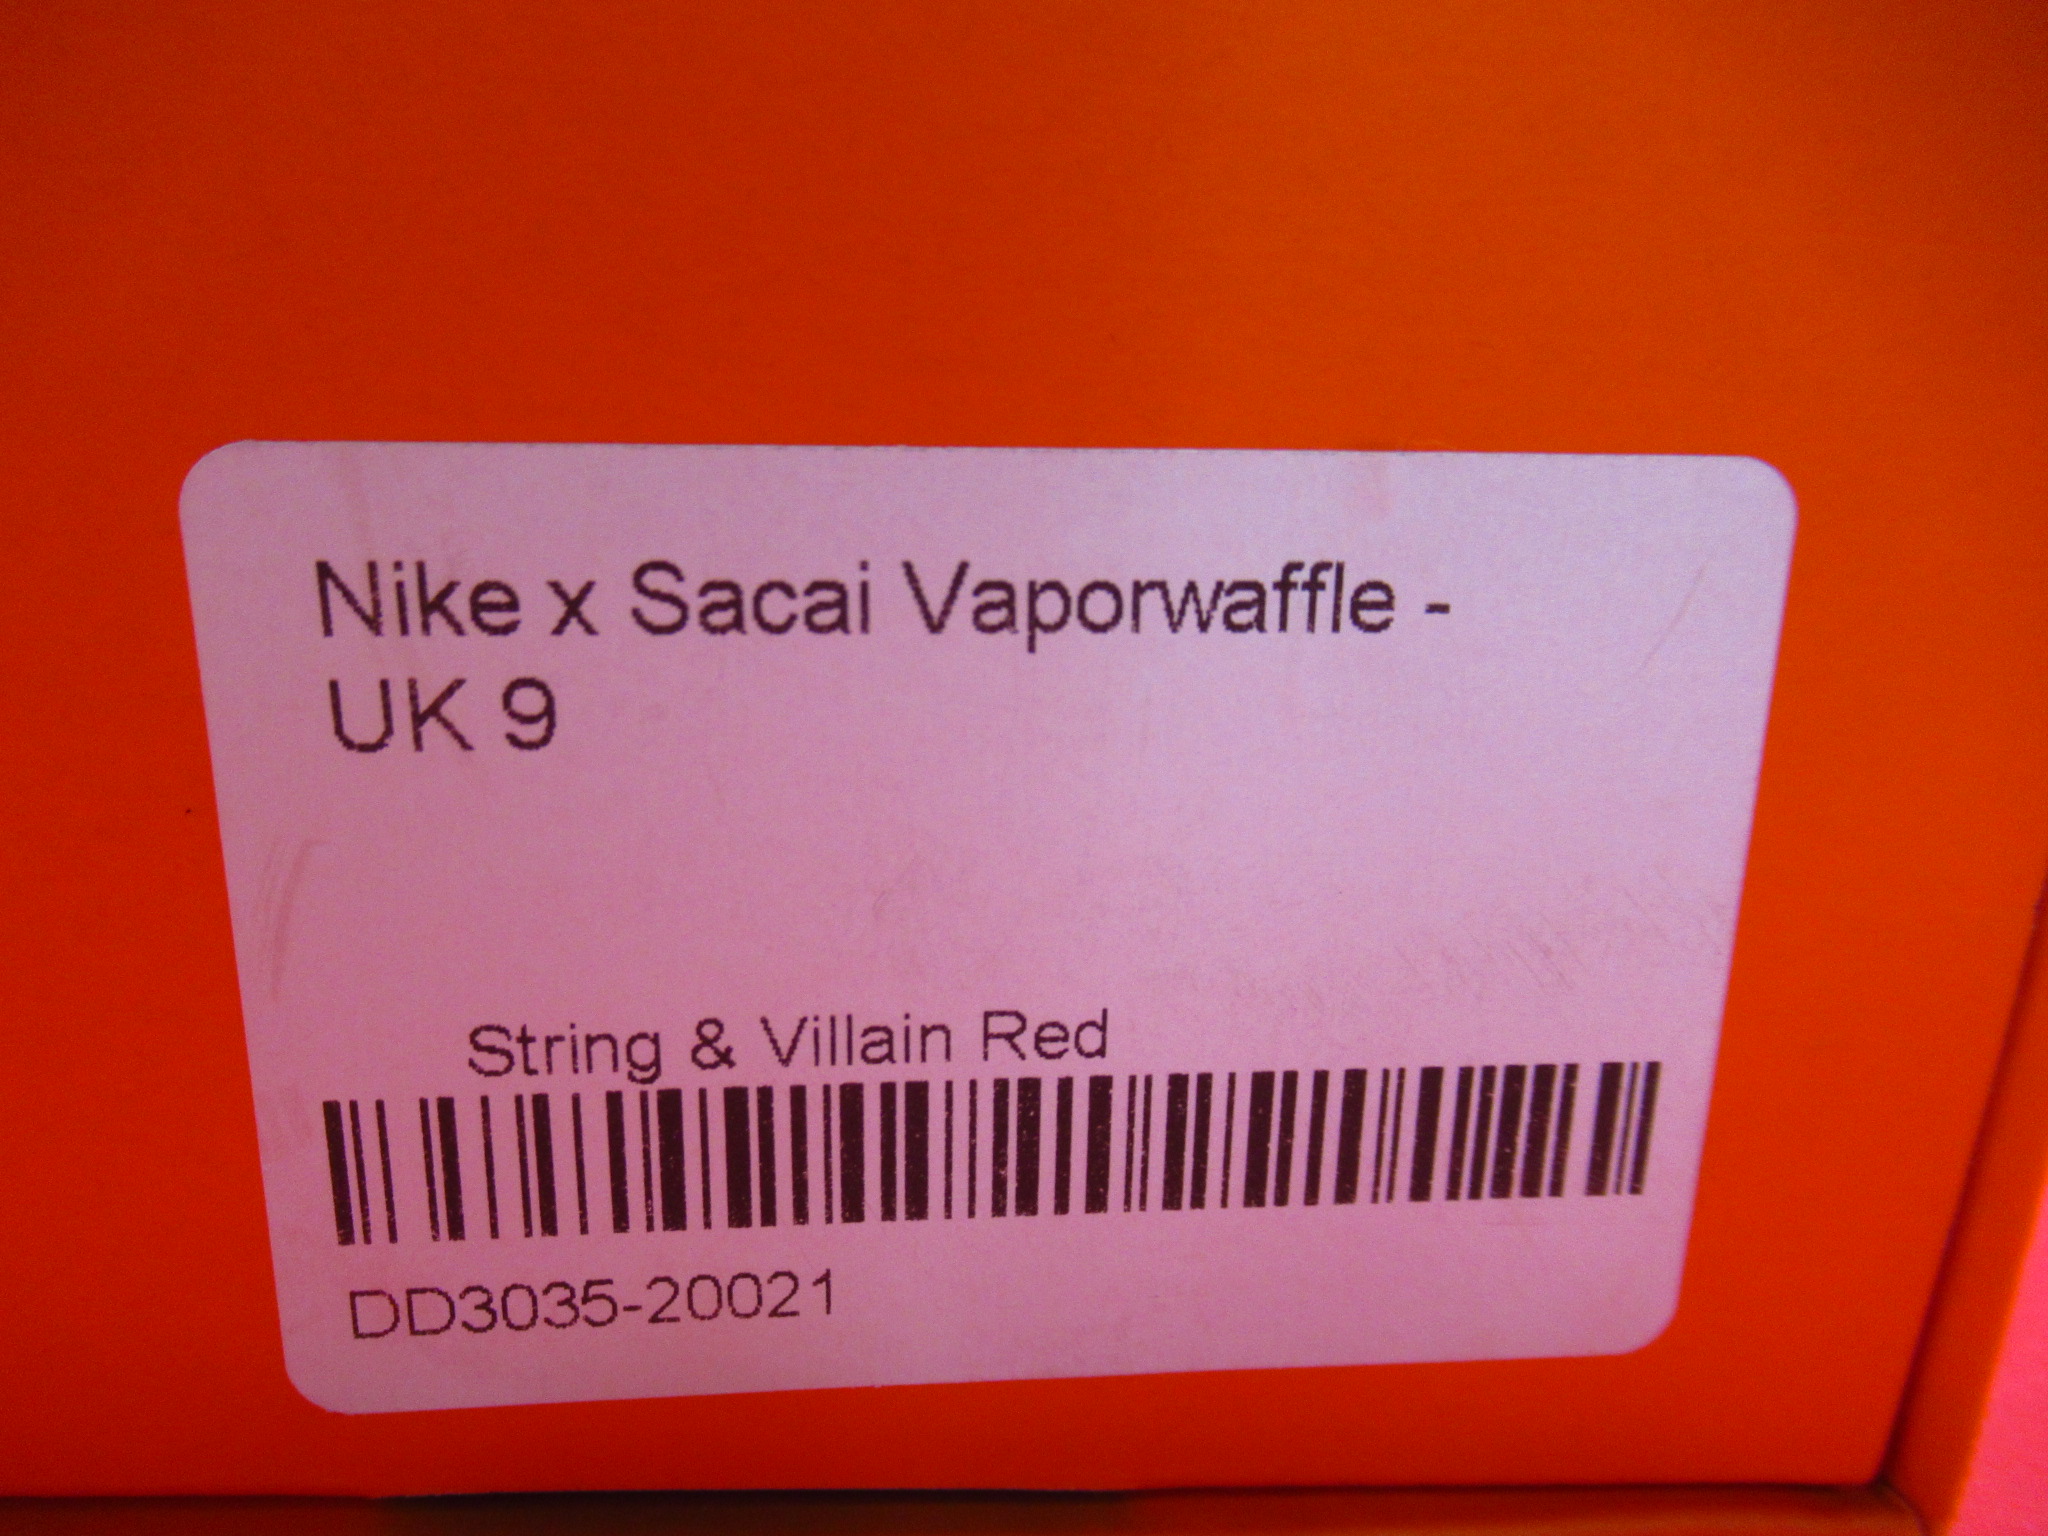 Nike x Sacai Vaporwaffle -
UK 9
String & Villain Red
DD3035-20021